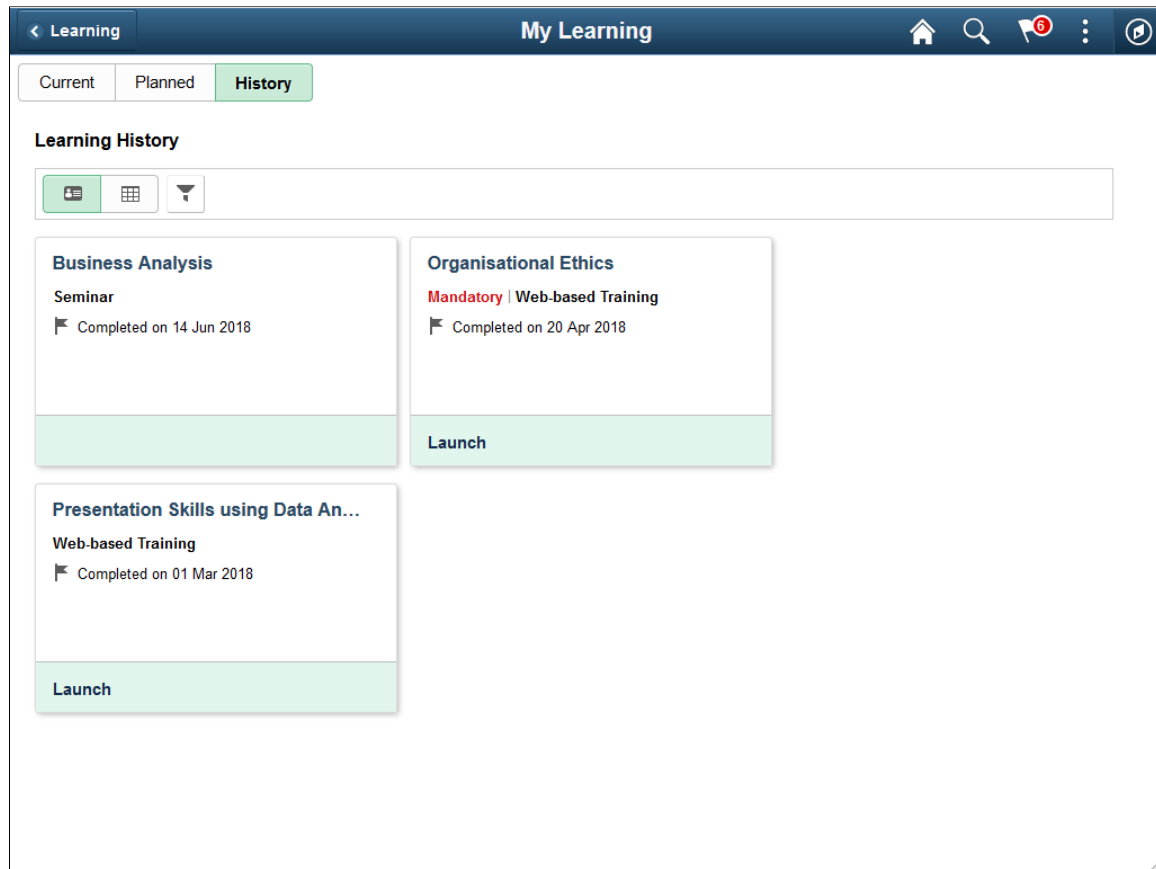 Learning
My Learning
6
Current
Planned
History
Learning History
Business Analysis
Seminar
Completed on 14 Jun 2018
Organisational Ethics
Mandatory | Web-based Training
Completed on 20 Apr 2018
Launch
Presentation Skills using Data An...
Web-based Training
Completed on 01 Mar 2018
Launch